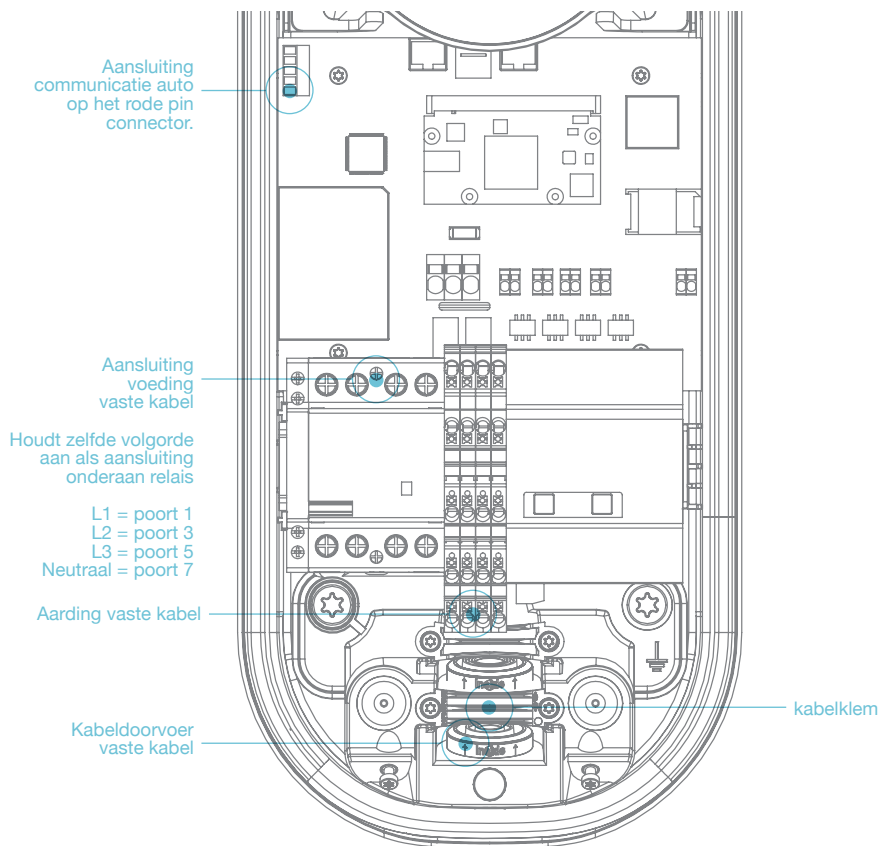 Aansluiting
communicatie auto
op het rode pin
connector.
Aansluiting
voeding
vaste kabel
Houdt zelfde volgorde
aan als aansluiting
onderaan relais
L1 = poort 1
L2 = poort 3
L3 = poort 5
Neutraal = poort 7
Aarding vaste kabel
kabelklem
Kabeldoorvoer
vaste kabel